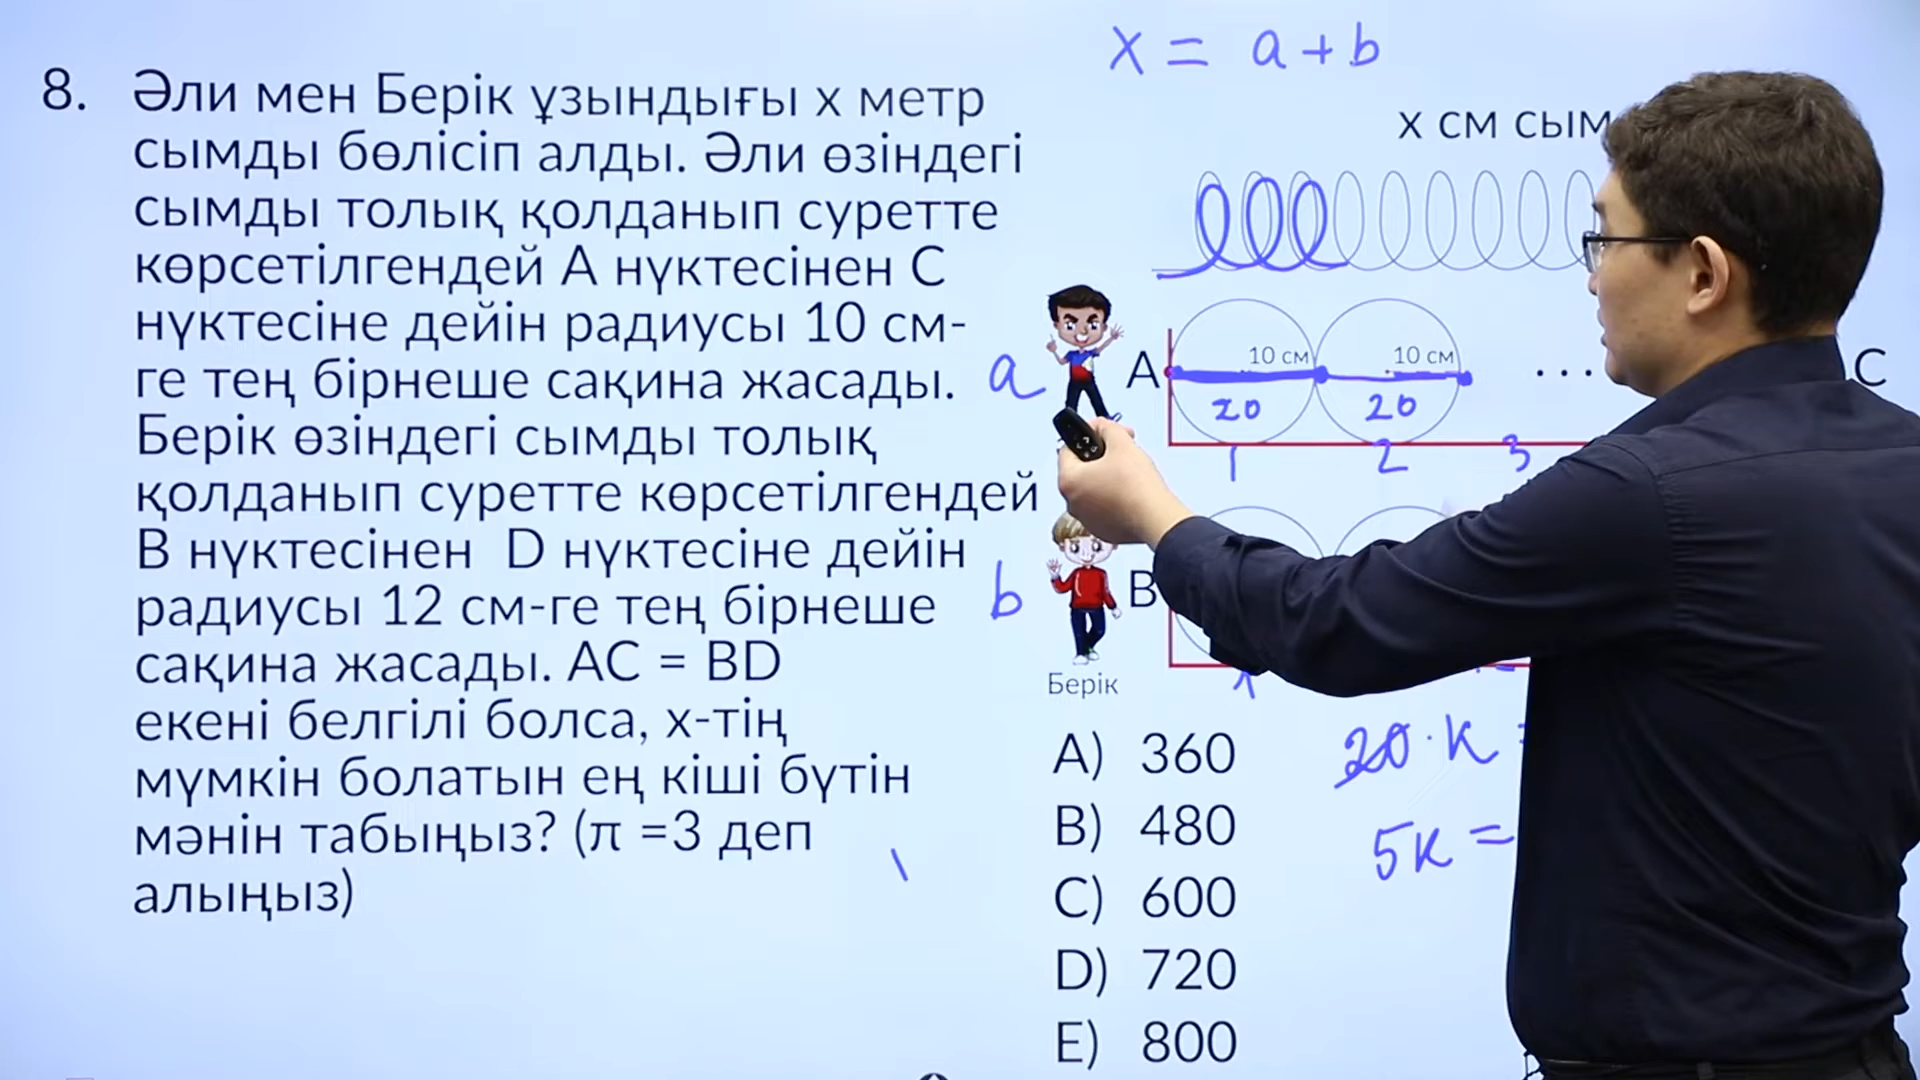 x = a + b
8. Әли мен Берік ұзындығы x метр
сымды бөлісіп алды. Әли өзіндегі
сымды толық қолданып суретте
көрсетілгендей А нүктесінен С
нүктесіне дейін радиусы 10 см-
ге тең бірнеше сақина жасады.
Берік өзіндегі сымды толық
қолданып суретте көрсетілгендей
В нүктесінен D нүктесіне дейін
радиусы 12 см-ге тең бірнеше
сақина жасады. AC = BD
екені белгілі болса, x-тің
мүмкін болатын ең кіші бүтін
мәнін табыңыз? (π =3 деп
алыңыз)
x см сым
10 см 10 см
a A ... C
20 20
1 2 3
b B
Берік
1
A) 360
B) 480
C) 600
D) 720
E) 800
20 · k =
5k =